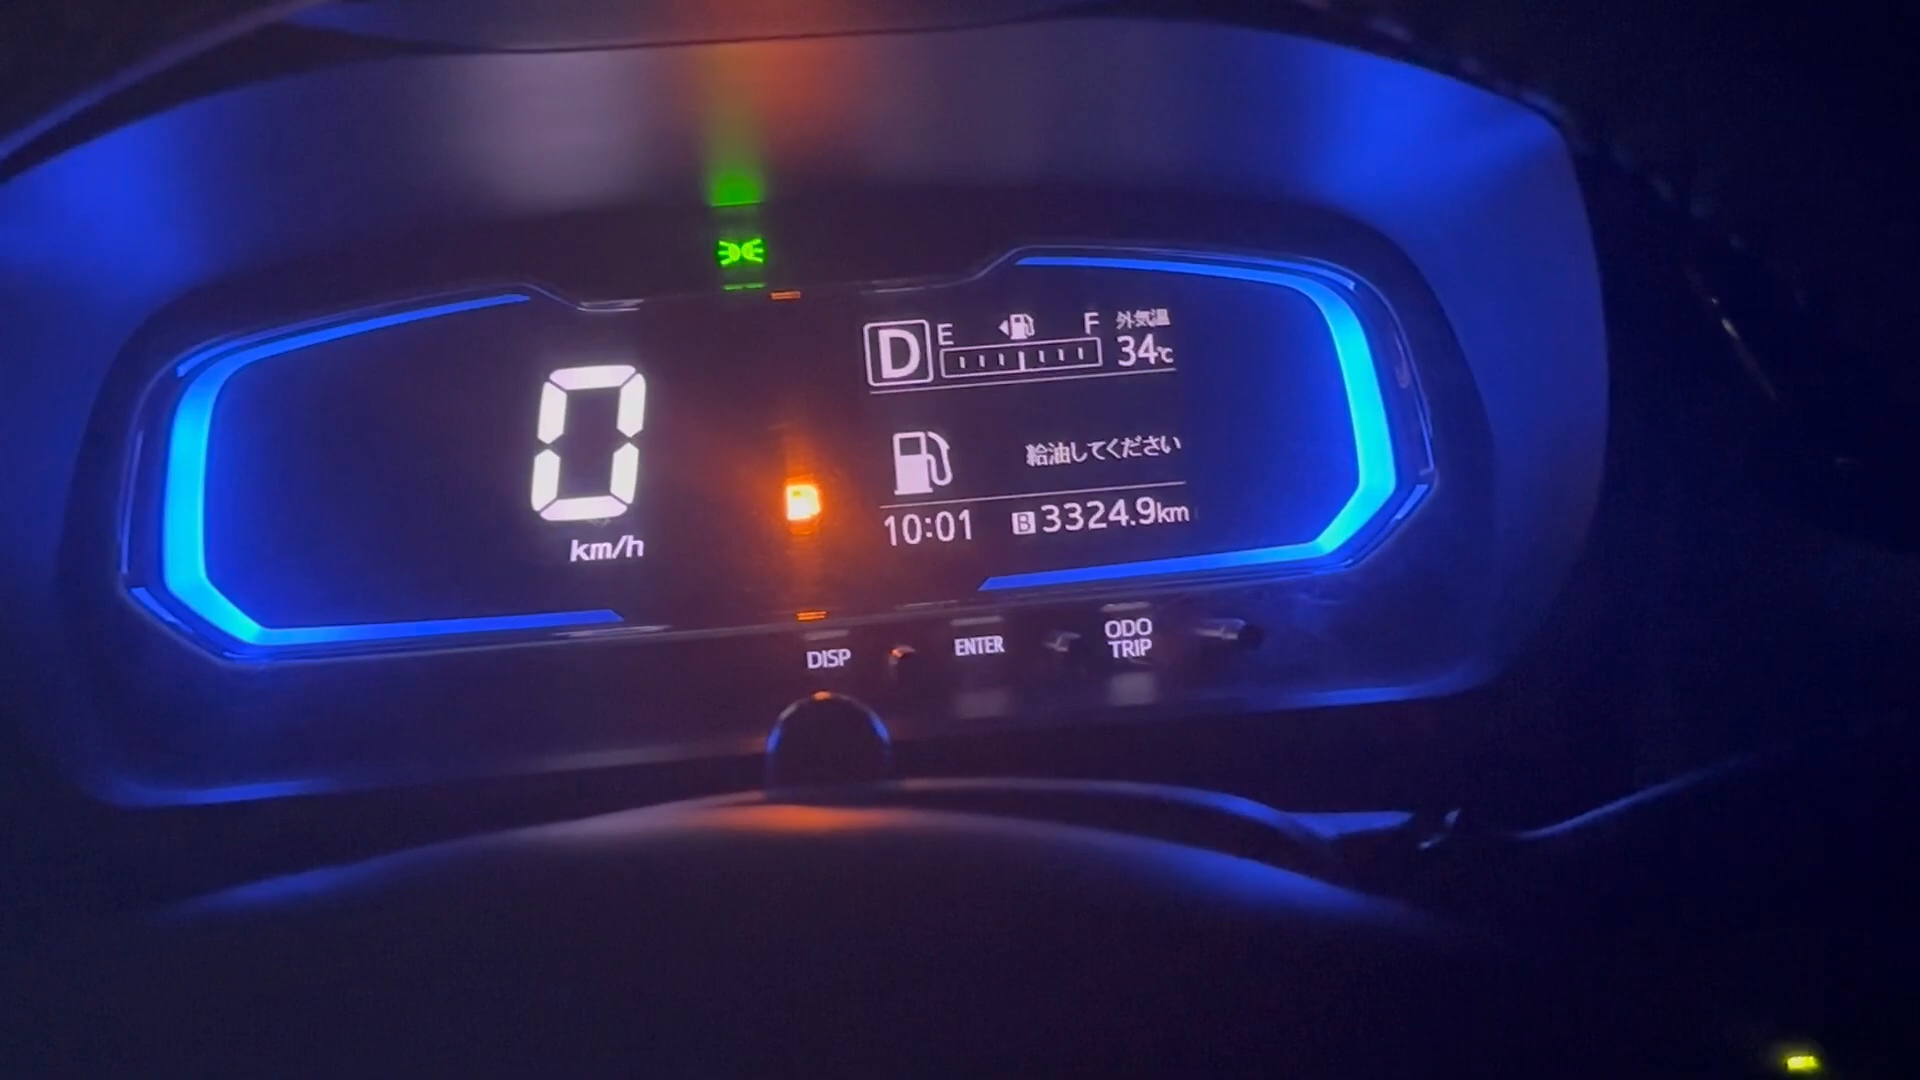 0
km/h
D
E F
外気温
34℃
給油してください
10:01
B 3324.9km
DISP
ENTER
ODO
TRIP